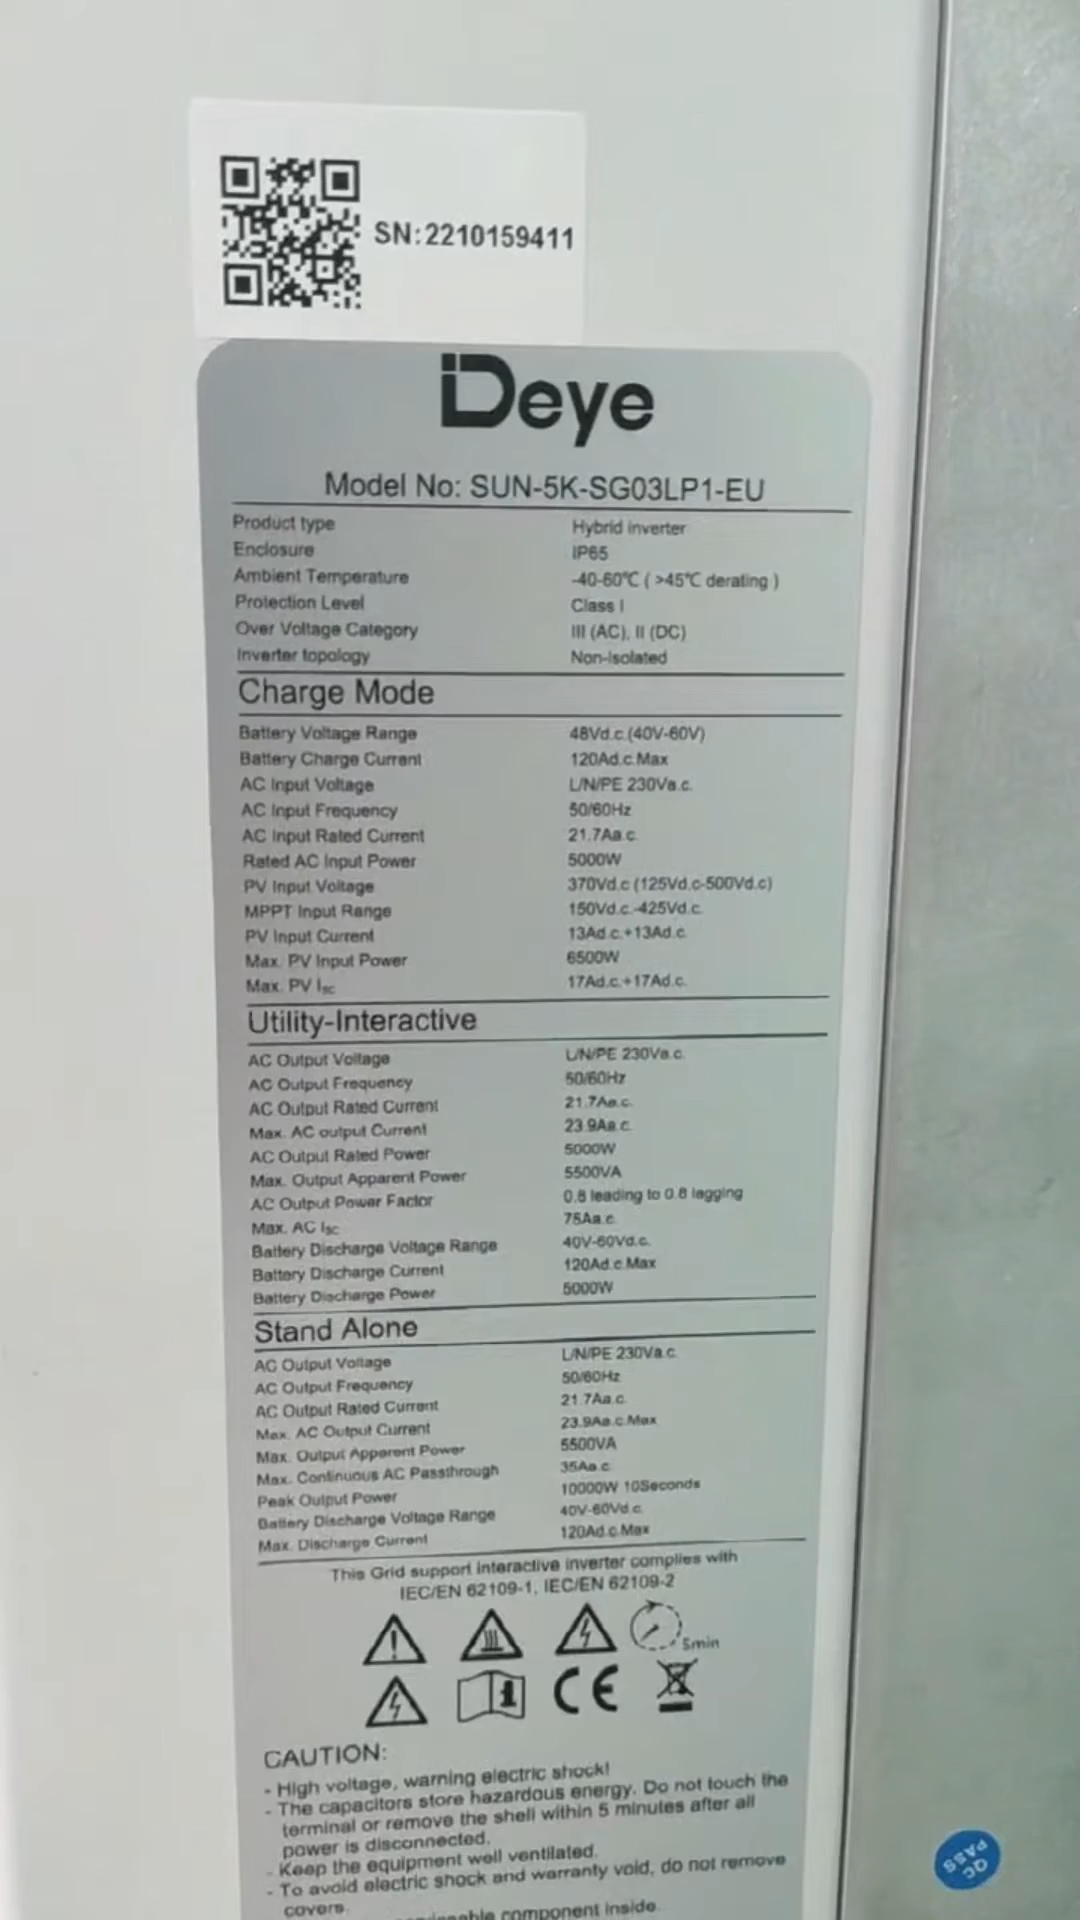 SN:2210159411
Deye
Model No: SUN-5K-SG03LP1-EU
Product type Hybrid inverter
Enclosure IP65
Ambient Temperature -40-60℃ ( >45℃ derating )
Protection Level Class I
Over Voltage Category III (AC), II (DC)
Inverter topology Non-Isolated
Charge Mode
Battery Voltage Range 48Vd.c.(40V-60V)
Battery Charge Current 120Ad.c.Max
AC Input Voltage L/N/PE 230Va.c.
AC Input Frequency 50/60Hz
AC Input Rated Current 21.7Aa.c.
Rated AC Input Power 5000W
PV Input Voltage 370Vd.c (125Vd.c-500Vd.c)
MPPT Input Range 150Vd.c.-425Vd.c.
PV Input Current 13Ad.c.+13Ad.c.
Max. PV Input Power 6500W
Max. PV Isc 17Ad.c.+17Ad.c.
Utility-Interactive
AC Output Voltage L/N/PE 230Va.c.
AC Output Frequency 50/60Hz
AC Output Rated Current 21.7Aa.c.
Max. AC output Current 23.9Aa.c.
AC Output Rated Power 5000W
Max. Output Apparent Power 5500VA
AC Output Power Factor 0.8 leading to 0.8 lagging
Max. AC Isc 75Aa.c.
Battery Discharge Voltage Range 40V-60Vd.c.
Battery Discharge Current 120Ad.c.Max
Battery Discharge Power 5000W
Stand Alone
AC Output Voltage L/N/PE 230Va.c.
AC Output Frequency 50/60Hz
AC Output Rated Current 21.7Aa.c.
Max. AC Output Current 23.9Aa.c.Max
Max. Output Apparent Power 5500VA
Max. Continuous AC Passthrough 35Aa.c.
Peak Output Power 10000W 10Seconds
Battery Discharge Voltage Range 40V-60Vd.c.
Max. Discharge Current 120Ad.c.Max
This Grid support interactive inverter complies with
IEC/EN 62109-1, IEC/EN 62109-2
5min
CE
CAUTION:
- High voltage, warning electric shock!
- The capacitors store hazardous energy. Do not touch the
terminal or remove the shell within 5 minutes after all
power is disconnected.
- Keep the equipment well ventilated.
- To avoid electric shock and warranty void, do not remove
covers.
component inside.
QC
PASS